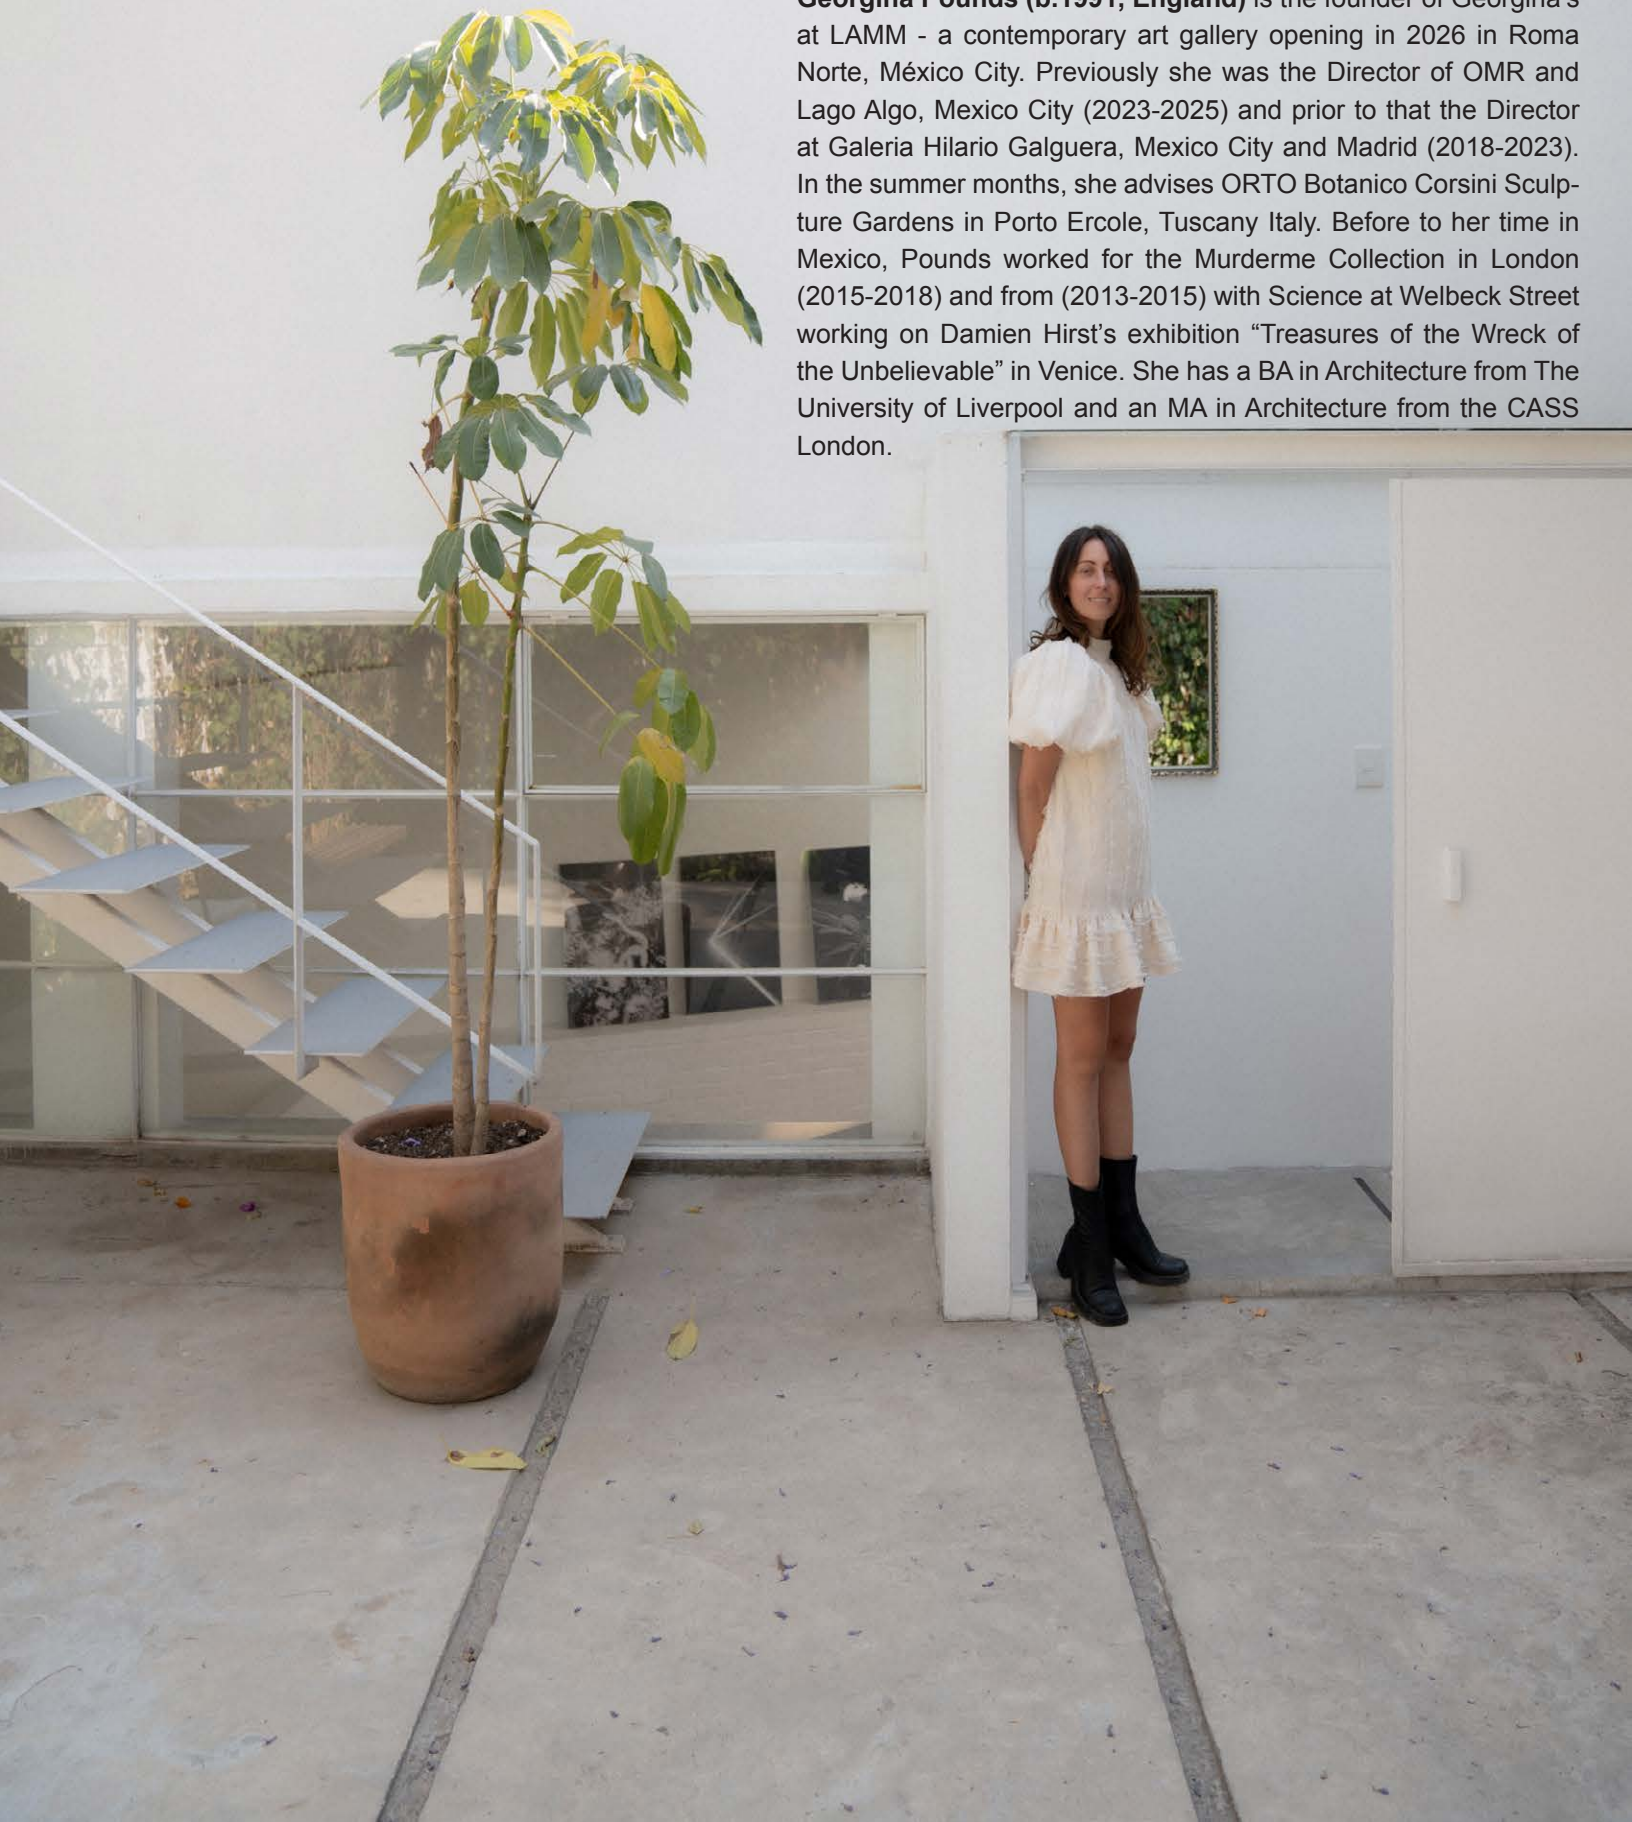 Georgina Pounds (b.1991, England) is the founder of Georgina's
at LAMM - a contemporary art gallery opening in 2026 in Roma
Norte, México City. Previously she was the Director of OMR and
Lago Algo, Mexico City (2023-2025) and prior to that the Director
at Galeria Hilario Galguera, Mexico City and Madrid (2018-2023).
In the summer months, she advises ORTO Botanico Corsini Sculp-
ture Gardens in Porto Ercole, Tuscany Italy. Before to her time in
Mexico, Pounds worked for the Murderme Collection in London
(2015-2018) and from (2013-2015) with Science at Welbeck Street
working on Damien Hirst's exhibition “Treasures of the Wreck of
the Unbelievable” in Venice. She has a BA in Architecture from The
University of Liverpool and an MA in Architecture from the CASS
London.